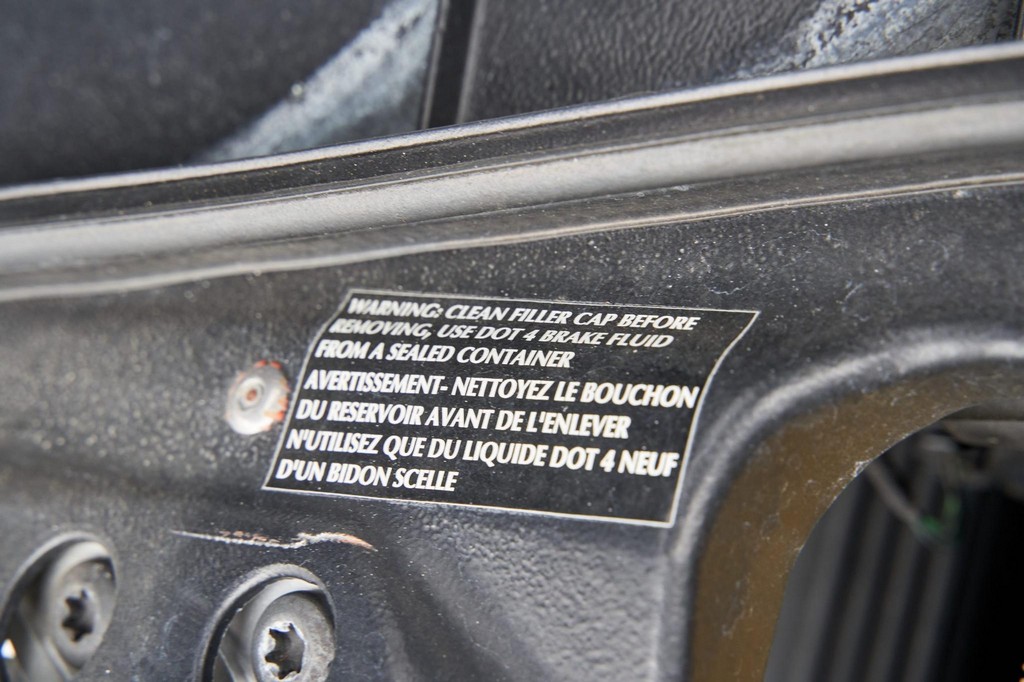 WARNING: CLEAN FILLER CAP BEFORE
REMOVING, USE DOT 4 BRAKE FLUID
FROM A SEALED CONTAINER
AVERTISSEMENT- NETTOYEZ LE BOUCHON
DU RESERVOIR AVANT DE L'ENLEVER
N'UTILISEZ QUE DU LIQUIDE DOT 4 NEUF
D'UN BIDON SCELLE